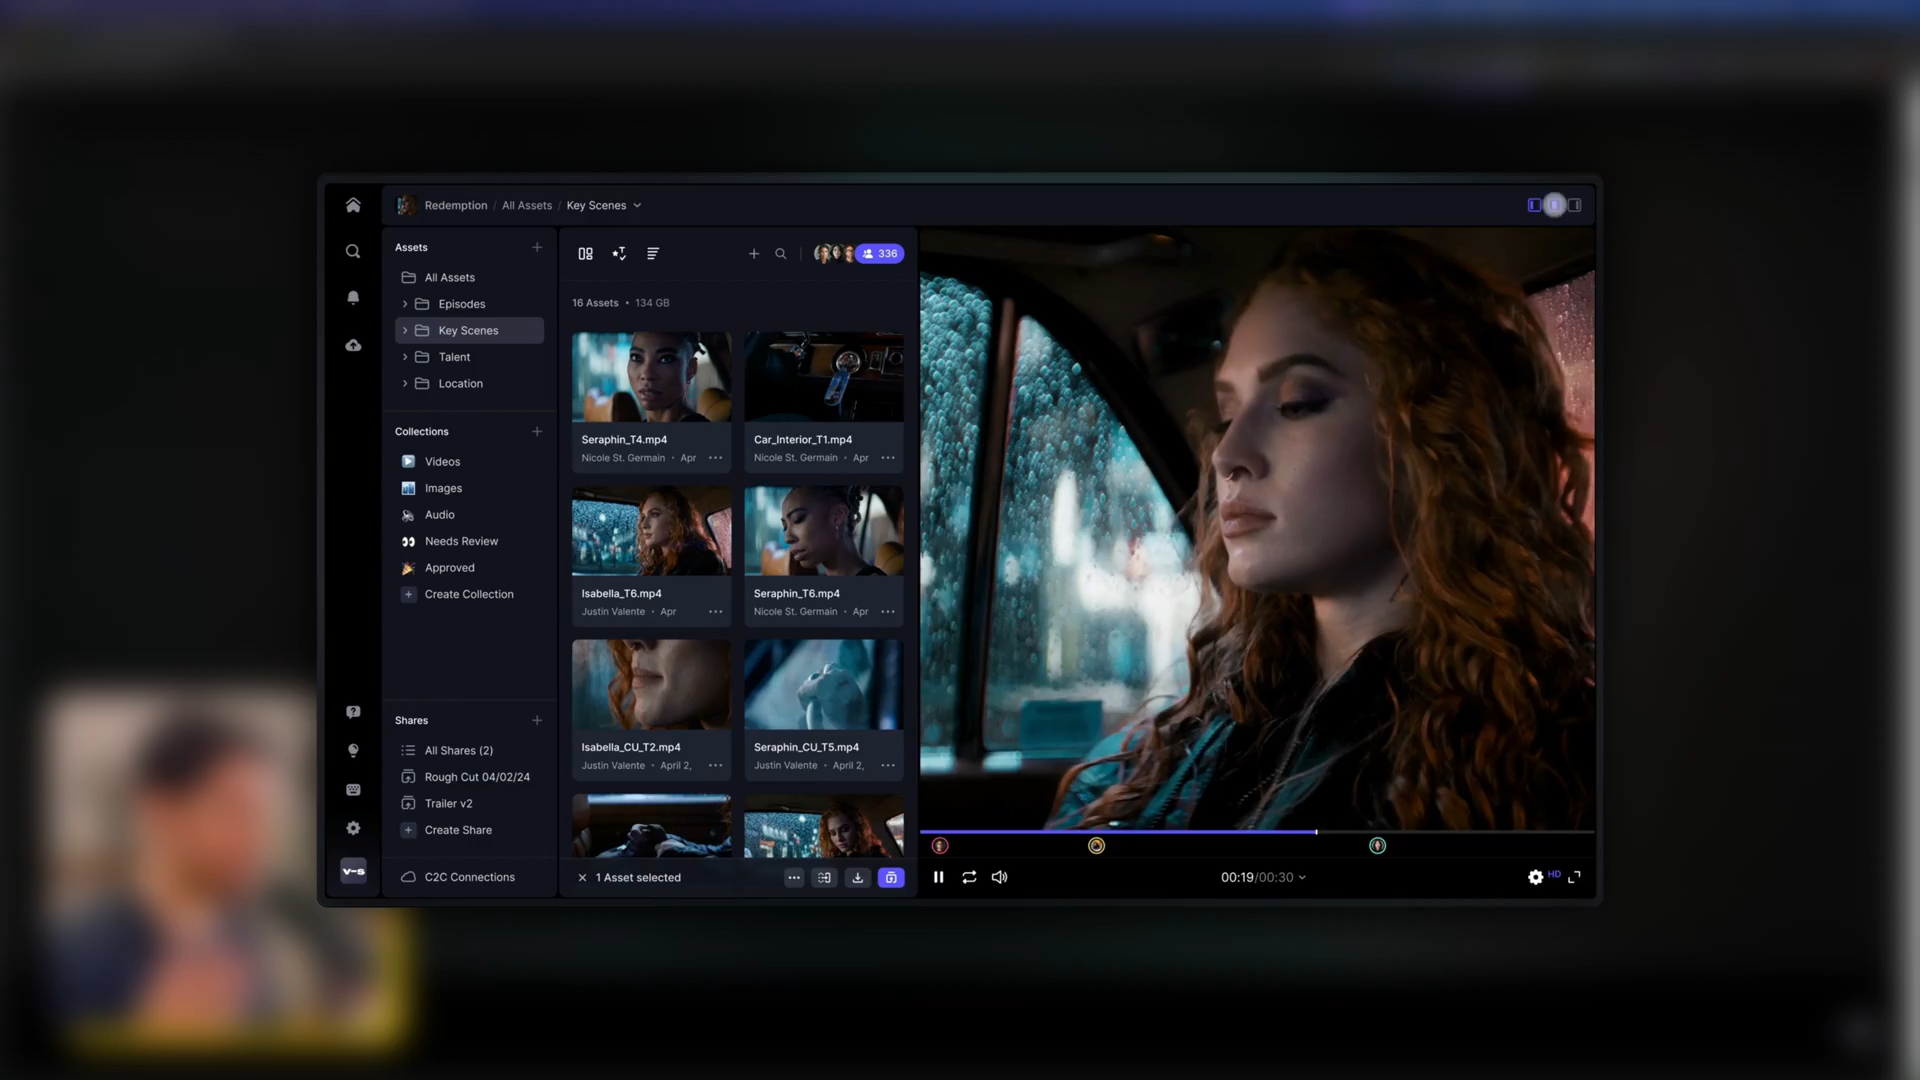 Redemption / All Assets / Key Scenes
Assets
All Assets
Episodes
Key Scenes
Talent
Location
Collections
Videos
Images
Audio
Needs Review
Approved
Create Collection
Shares
All Shares (2)
Rough Cut 04/02/24
Trailer v2
Create Share
C2C Connections
v-s
336
16 Assets • 134 GB
Seraphin_T4.mp4
Nicole St. Germain • Apr
Car_Interior_T1.mp4
Nicole St. Germain • Apr
Isabella_T6.mp4
Justin Valente • Apr
Seraphin_T6.mp4
Nicole St. Germain • Apr
Isabella_CU_T2.mp4
Justin Valente • April 2,
Seraphin_CU_T5.mp4
Justin Valente • April 2,
1 Asset selected
00:19/00:30
HD